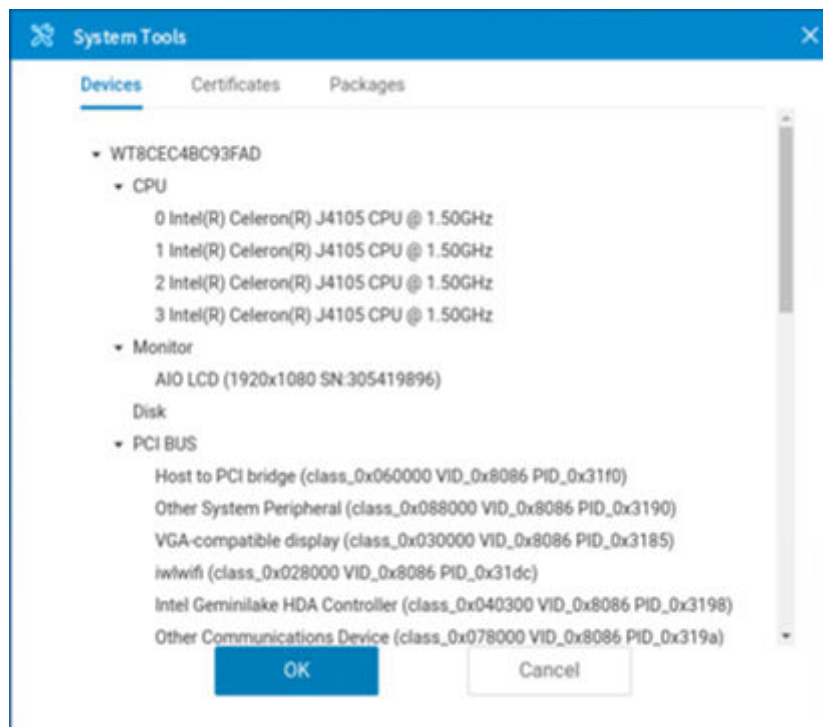 System Tools
Devices Certificates Packages
WT8CEC4BC93FAD
CPU
0 Intel(R) Celeron(R) J4105 CPU @ 1.50GHz
1 Intel(R) Celeron(R) J4105 CPU @ 1.50GHz
2 Intel(R) Celeron(R) J4105 CPU @ 1.50GHz
3 Intel(R) Celeron(R) J4105 CPU @ 1.50GHz
Monitor
AIO LCD (1920x1080 SN:305419896)
Disk
PCI BUS
Host to PCI bridge (class_0x060000 VID_0x8086 PID_0x31f0)
Other System Peripheral (class_0x088000 VID_0x8086 PID_0x3190)
VGA-compatible display (class_0x030000 VID_0x8086 PID_0x3185)
iwlwifi (class_0x028000 VID_0x8086 PID_0x31dc)
Intel Geminilake HDA Controller (class_0x040300 VID_0x8086 PID_0x3198)
Other Communications Device (class_0x078000 VID_0x8086 PID_0x319a)
OK Cancel